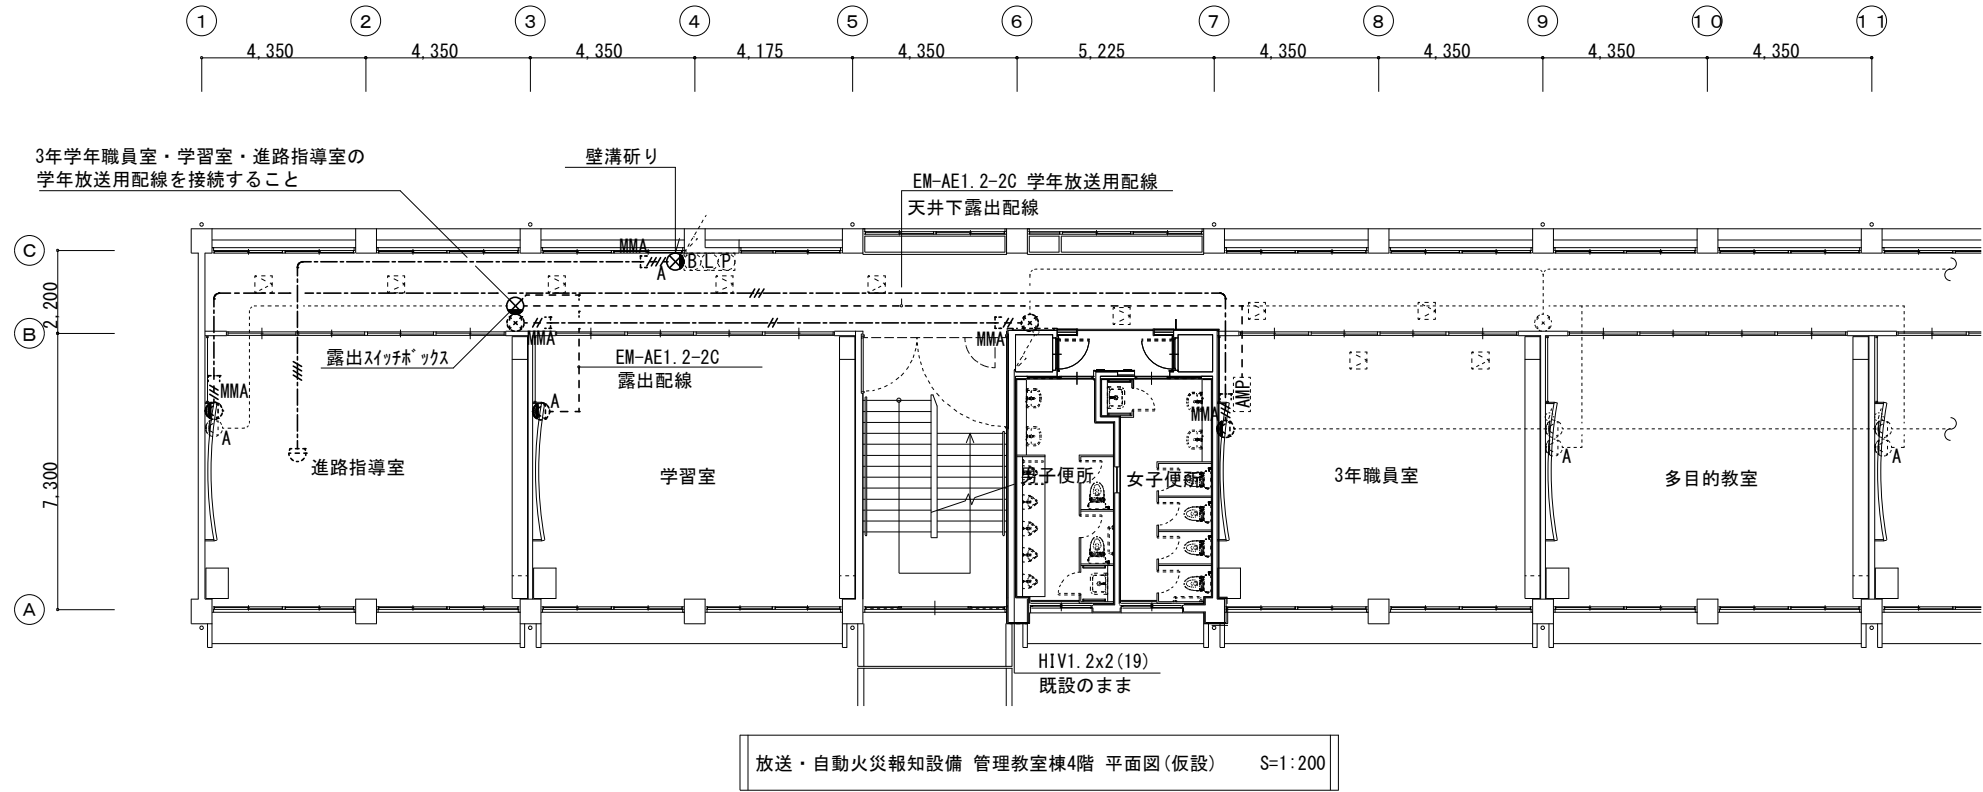 1 2 3 4 5 6 7 8 9 10 11
4,350 4,350 4,350 4,175 4,350 5,225 4,350 4,350 4,350 4,350
3年学年職員室・学習室・進路指導室の
学年放送用配線を接続すること
壁溝斫り
EM-AE1.2-2C 学年放送用配線
天井下露出配線
C
MMA
A
B L P
2,200
B
MMA
MMA
露出スイッチボックス
EM-AE1.2-2C
露出配線
MMA
A
A
AMP
MMA
A
A
進路指導室
学習室
男子便所
女子便所
3年職員室
多目的教室
7,300
A
HIV1.2x2(19)
既設のまま
放送・自動火災報知設備 管理教室棟4階 平面図(仮設) S=1:200